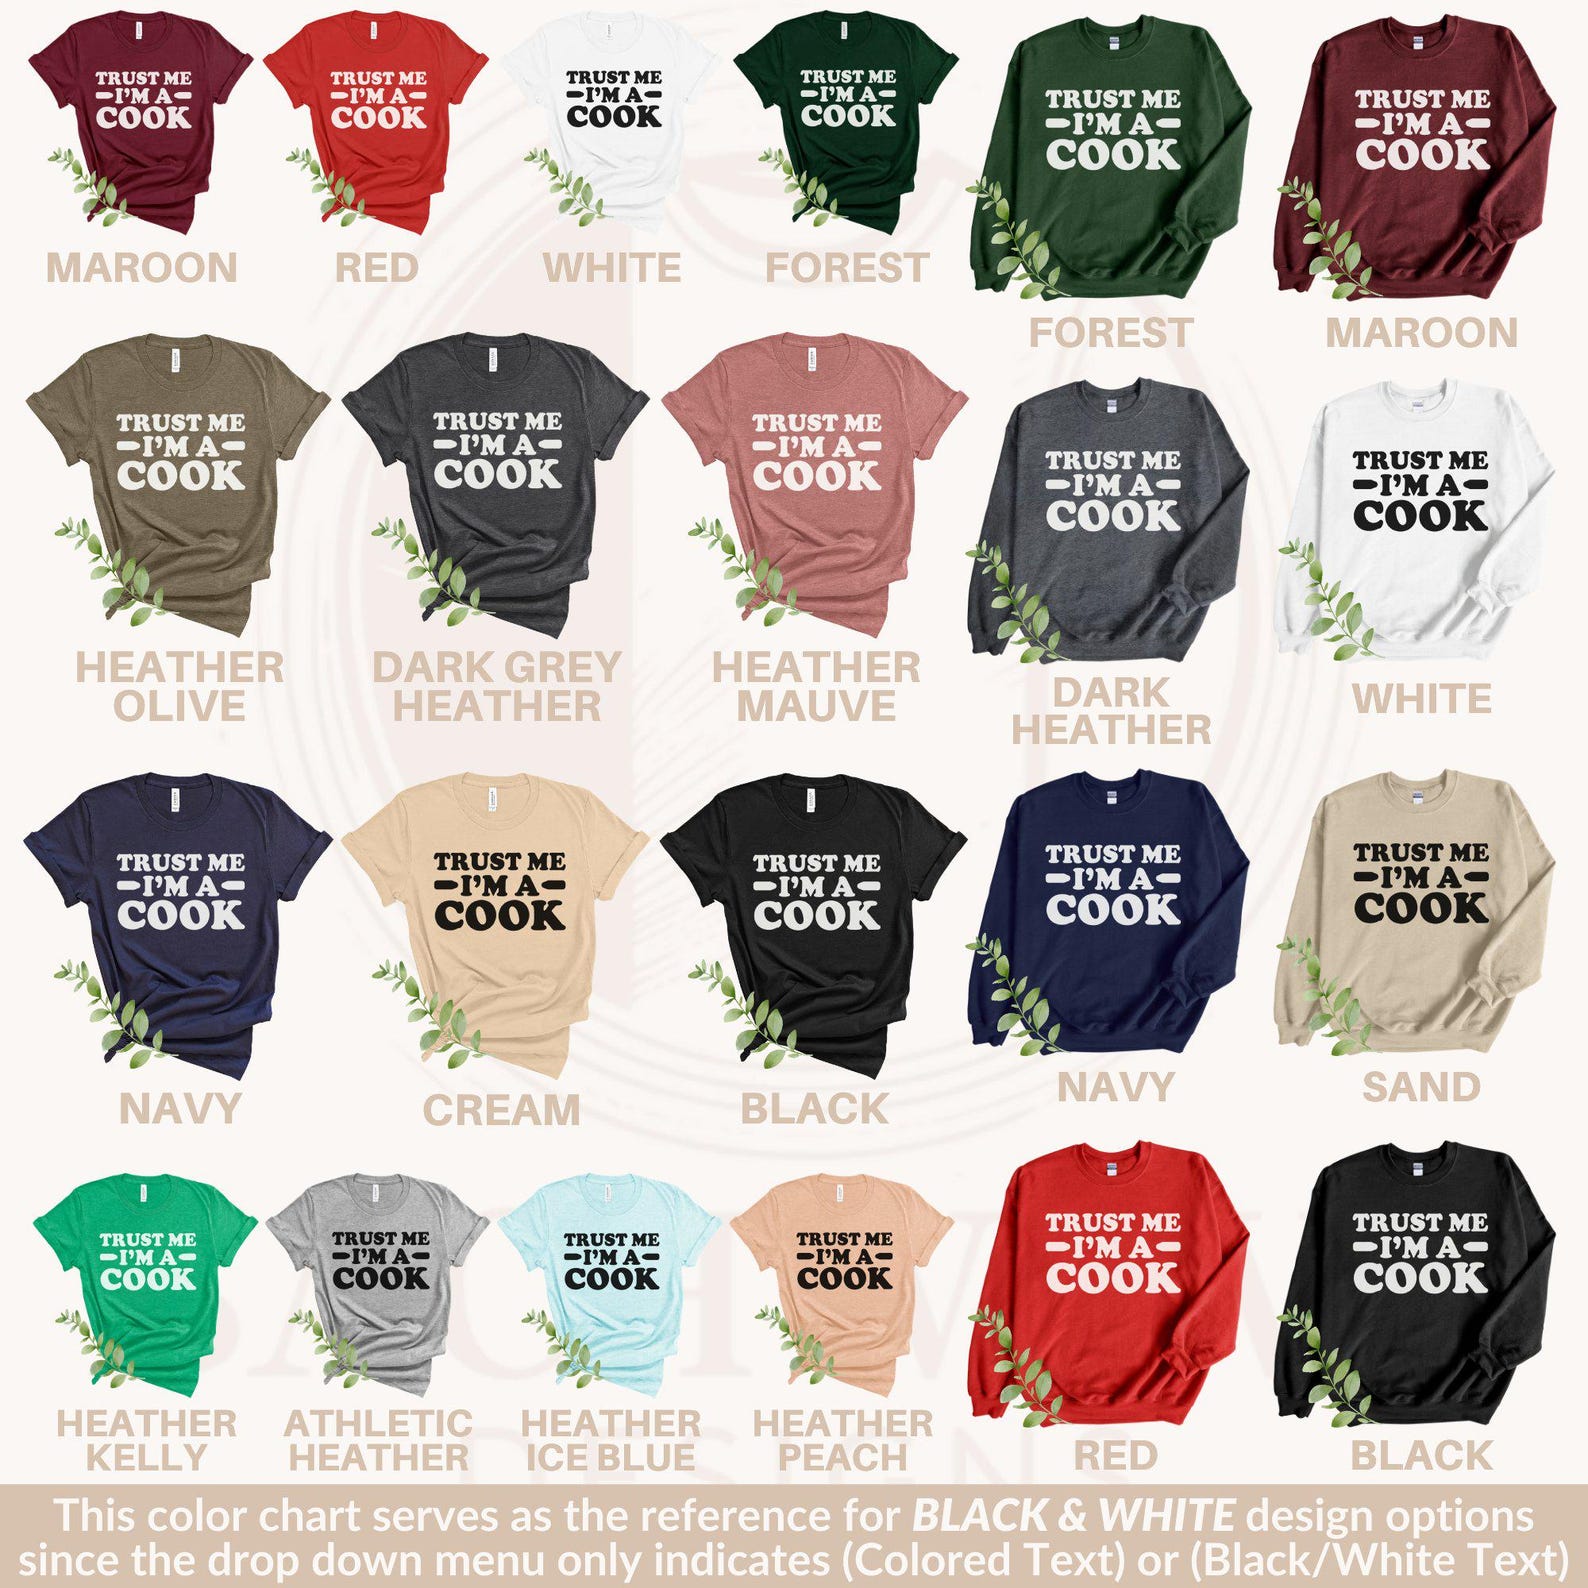 TRUST ME
I'M A
COOK
MAROON
TRUST ME
I'M A
COOK
RED
TRUST ME
I'M A
COOK
WHITE
TRUST ME
I'M A
COOK
FOREST
TRUST ME
I'M A
COOK
FOREST
TRUST ME
I'M A
COOK
MAROON
TRUST ME
I'M A
COOK
HEATHER
OLIVE
TRUST ME
I'M A
COOK
DARK GREY
HEATHER
TRUST ME
I'M A
COOK
HEATHER
MAUVE
TRUST ME
I'M A
COOK
DARK
HEATHER
TRUST ME
I'M A
COOK
WHITE
TRUST ME
I'M A
COOK
NAVY
TRUST ME
I'M A
COOK
CREAM
TRUST ME
I'M A
COOK
BLACK
TRUST ME
I'M A
COOK
NAVY
TRUST ME
I'M A
COOK
SAND
TRUST ME
I'M A
COOK
HEATHER
KELLY
TRUST ME
I'M A
COOK
ATHLETIC
HEATHER
TRUST ME
I'M A
COOK
HEATHER
ICE BLUE
TRUST ME
I'M A
COOK
HEATHER
PEACH
TRUST ME
I'M A
COOK
RED
TRUST ME
I'M A
COOK
BLACK
DESIGNS
This color chart serves as the reference for BLACK & WHITE design options
since the drop down menu only indicates (Colored Text) or (Black/White Text)